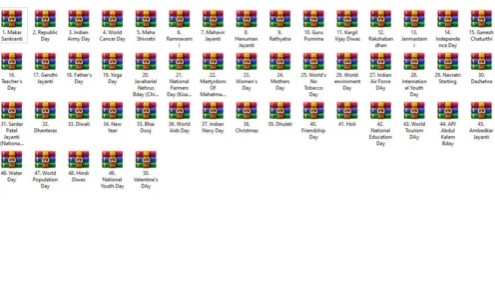 1. Makar Sankranti
2. Republic Day
3. Indian Army Day
4. World Cancer Day
5. Maha Shivratri
6. Ramnavami
7. Mahavir Jayanti
8. Hanuman Jayanti
9. Rathyatra
10. Guru Purnima
11. Kargil Vijay Diwas
12. Rakshabandhan
13. Janmastami
14. Independance Day
15. Ganesh Chaturthi
16. Teacher's Day
17. Gandhi Jayanti
18. Father's Day
19. Yoga Day
20. Javaharlal Nehrus Bday (Chi...
21. National Farmers Day (Kisa...
22. Martyrdom Of Mahatma...
23. Women's Day
24. Mothers Day
25. World's No Tobacco Day
26. World environment Day
27. Indian Air Force DAy
28. International Youth Day
29. Navratri Starting
30. Dashehra
31. Sardar Patel Jayanti (Nationa...
32. Dhanteras
33. Diwali
34. New Year
35. Bhai Dooj
36. World Aids Day
37. Indian Navy Day
38. Christmas
39. Dhuleti
40. Friendship Day
41. Holi
42. National Education Day
43. World Tourism DAy
44. APJ Abdul Kalam Bday
45. Ambedkar Jayanti
46. Water Day
47. World Population Day
48. Hindi Diwas
49. National Youth Day
50. Valentine's DAy